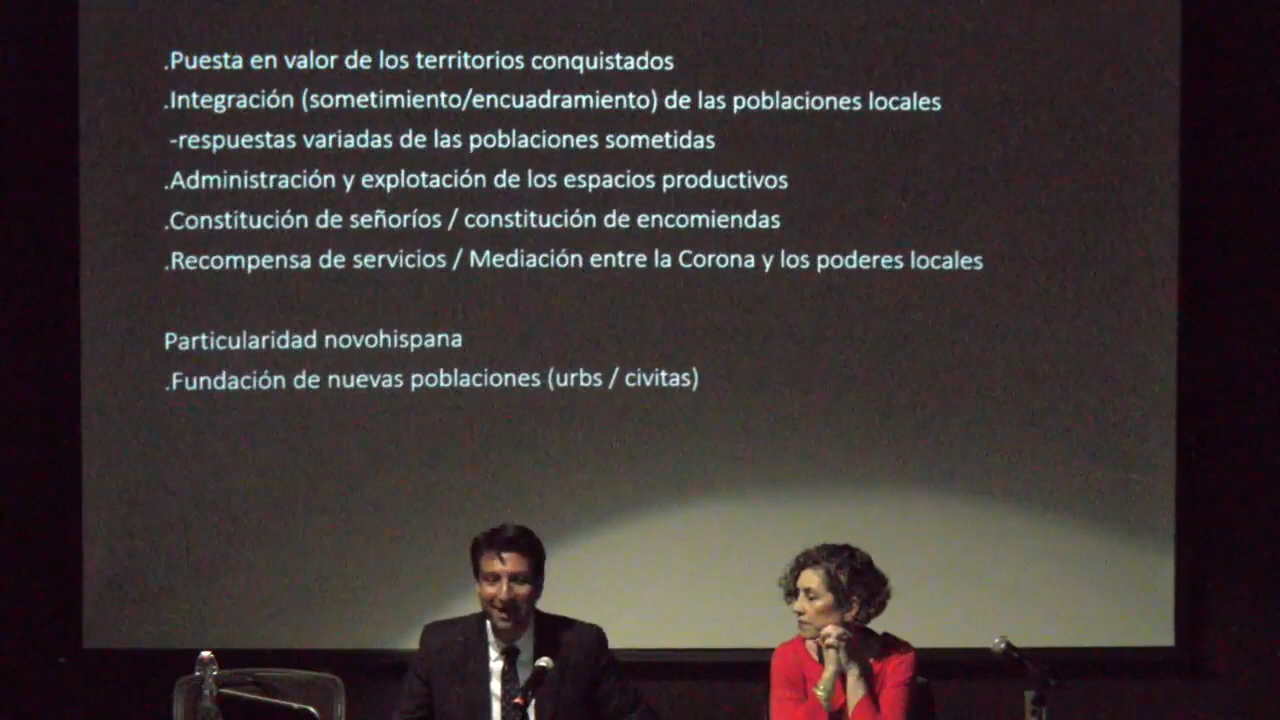 .Puesta en valor de los territorios conquistados
.Integración (sometimiento/encuadramiento) de las poblaciones locales
-respuestas variadas de las poblaciones sometidas
.Administración y explotación de los espacios productivos
.Constitución de señoríos / constitución de encomiendas
.Recompensa de servicios / Mediación entre la Corona y los poderes locales
Particularidad novohispana
.Fundación de nuevas poblaciones (urbs / civitas)